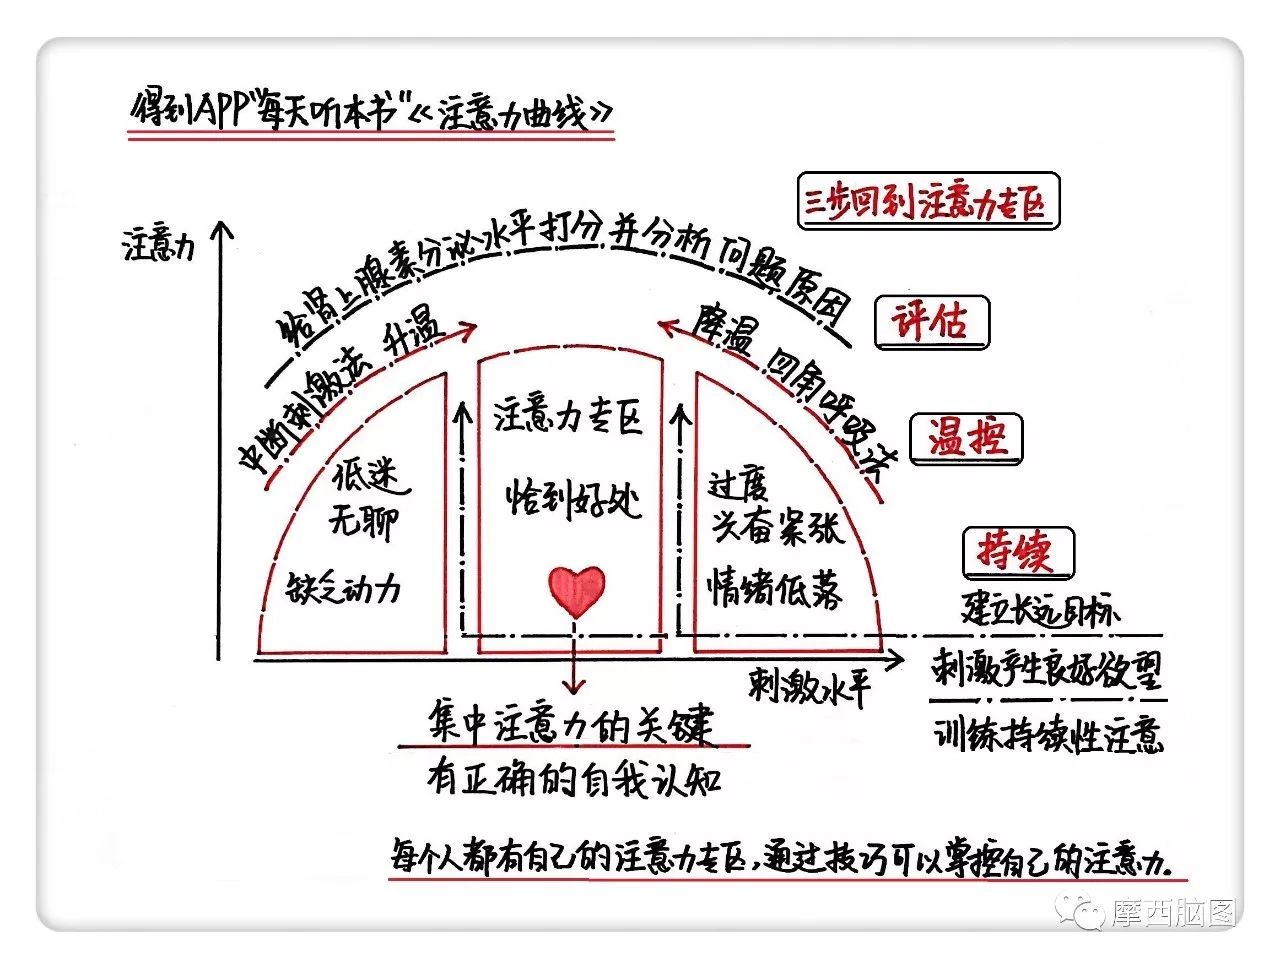 得到APP“每天听本书”《注意力曲线》
三步回到注意力专区
注意力
给肾上腺素分泌水平打分并分析问题原因
评估
中断刺激法 升温
降温 四角呼吸法
温控
低迷
无聊
缺乏动力
注意力专区
恰到好处
过度
兴奋紧张
情绪低落
持续
建立长远目标
刺激产生良好欲望
训练持续性注意
刺激水平
集中注意力的关键
有正确的自我认知
每个人都有自己的注意力专区,通过技巧可以掌控自己的注意力.
摩西脑图